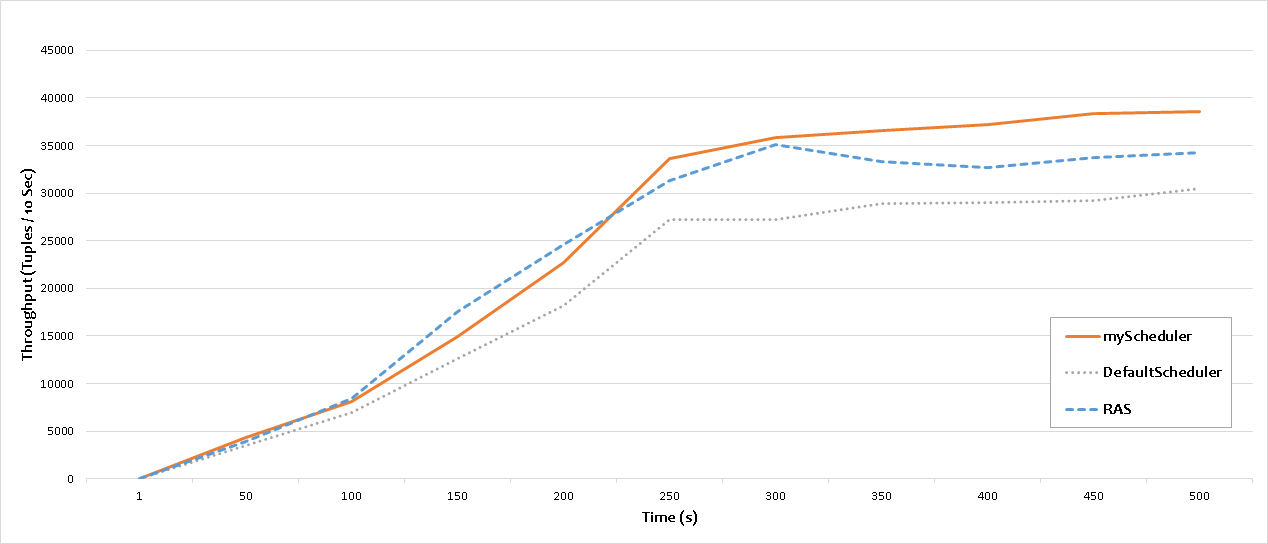 45000
40000
35000
30000
25000
20000
15000
10000
5000
0
Throughput (Tuples / 10 Sec)
1 50 100 150 200 250 300 350 400 450 500
Time (s)
myScheduler
DefaultScheduler
RAS